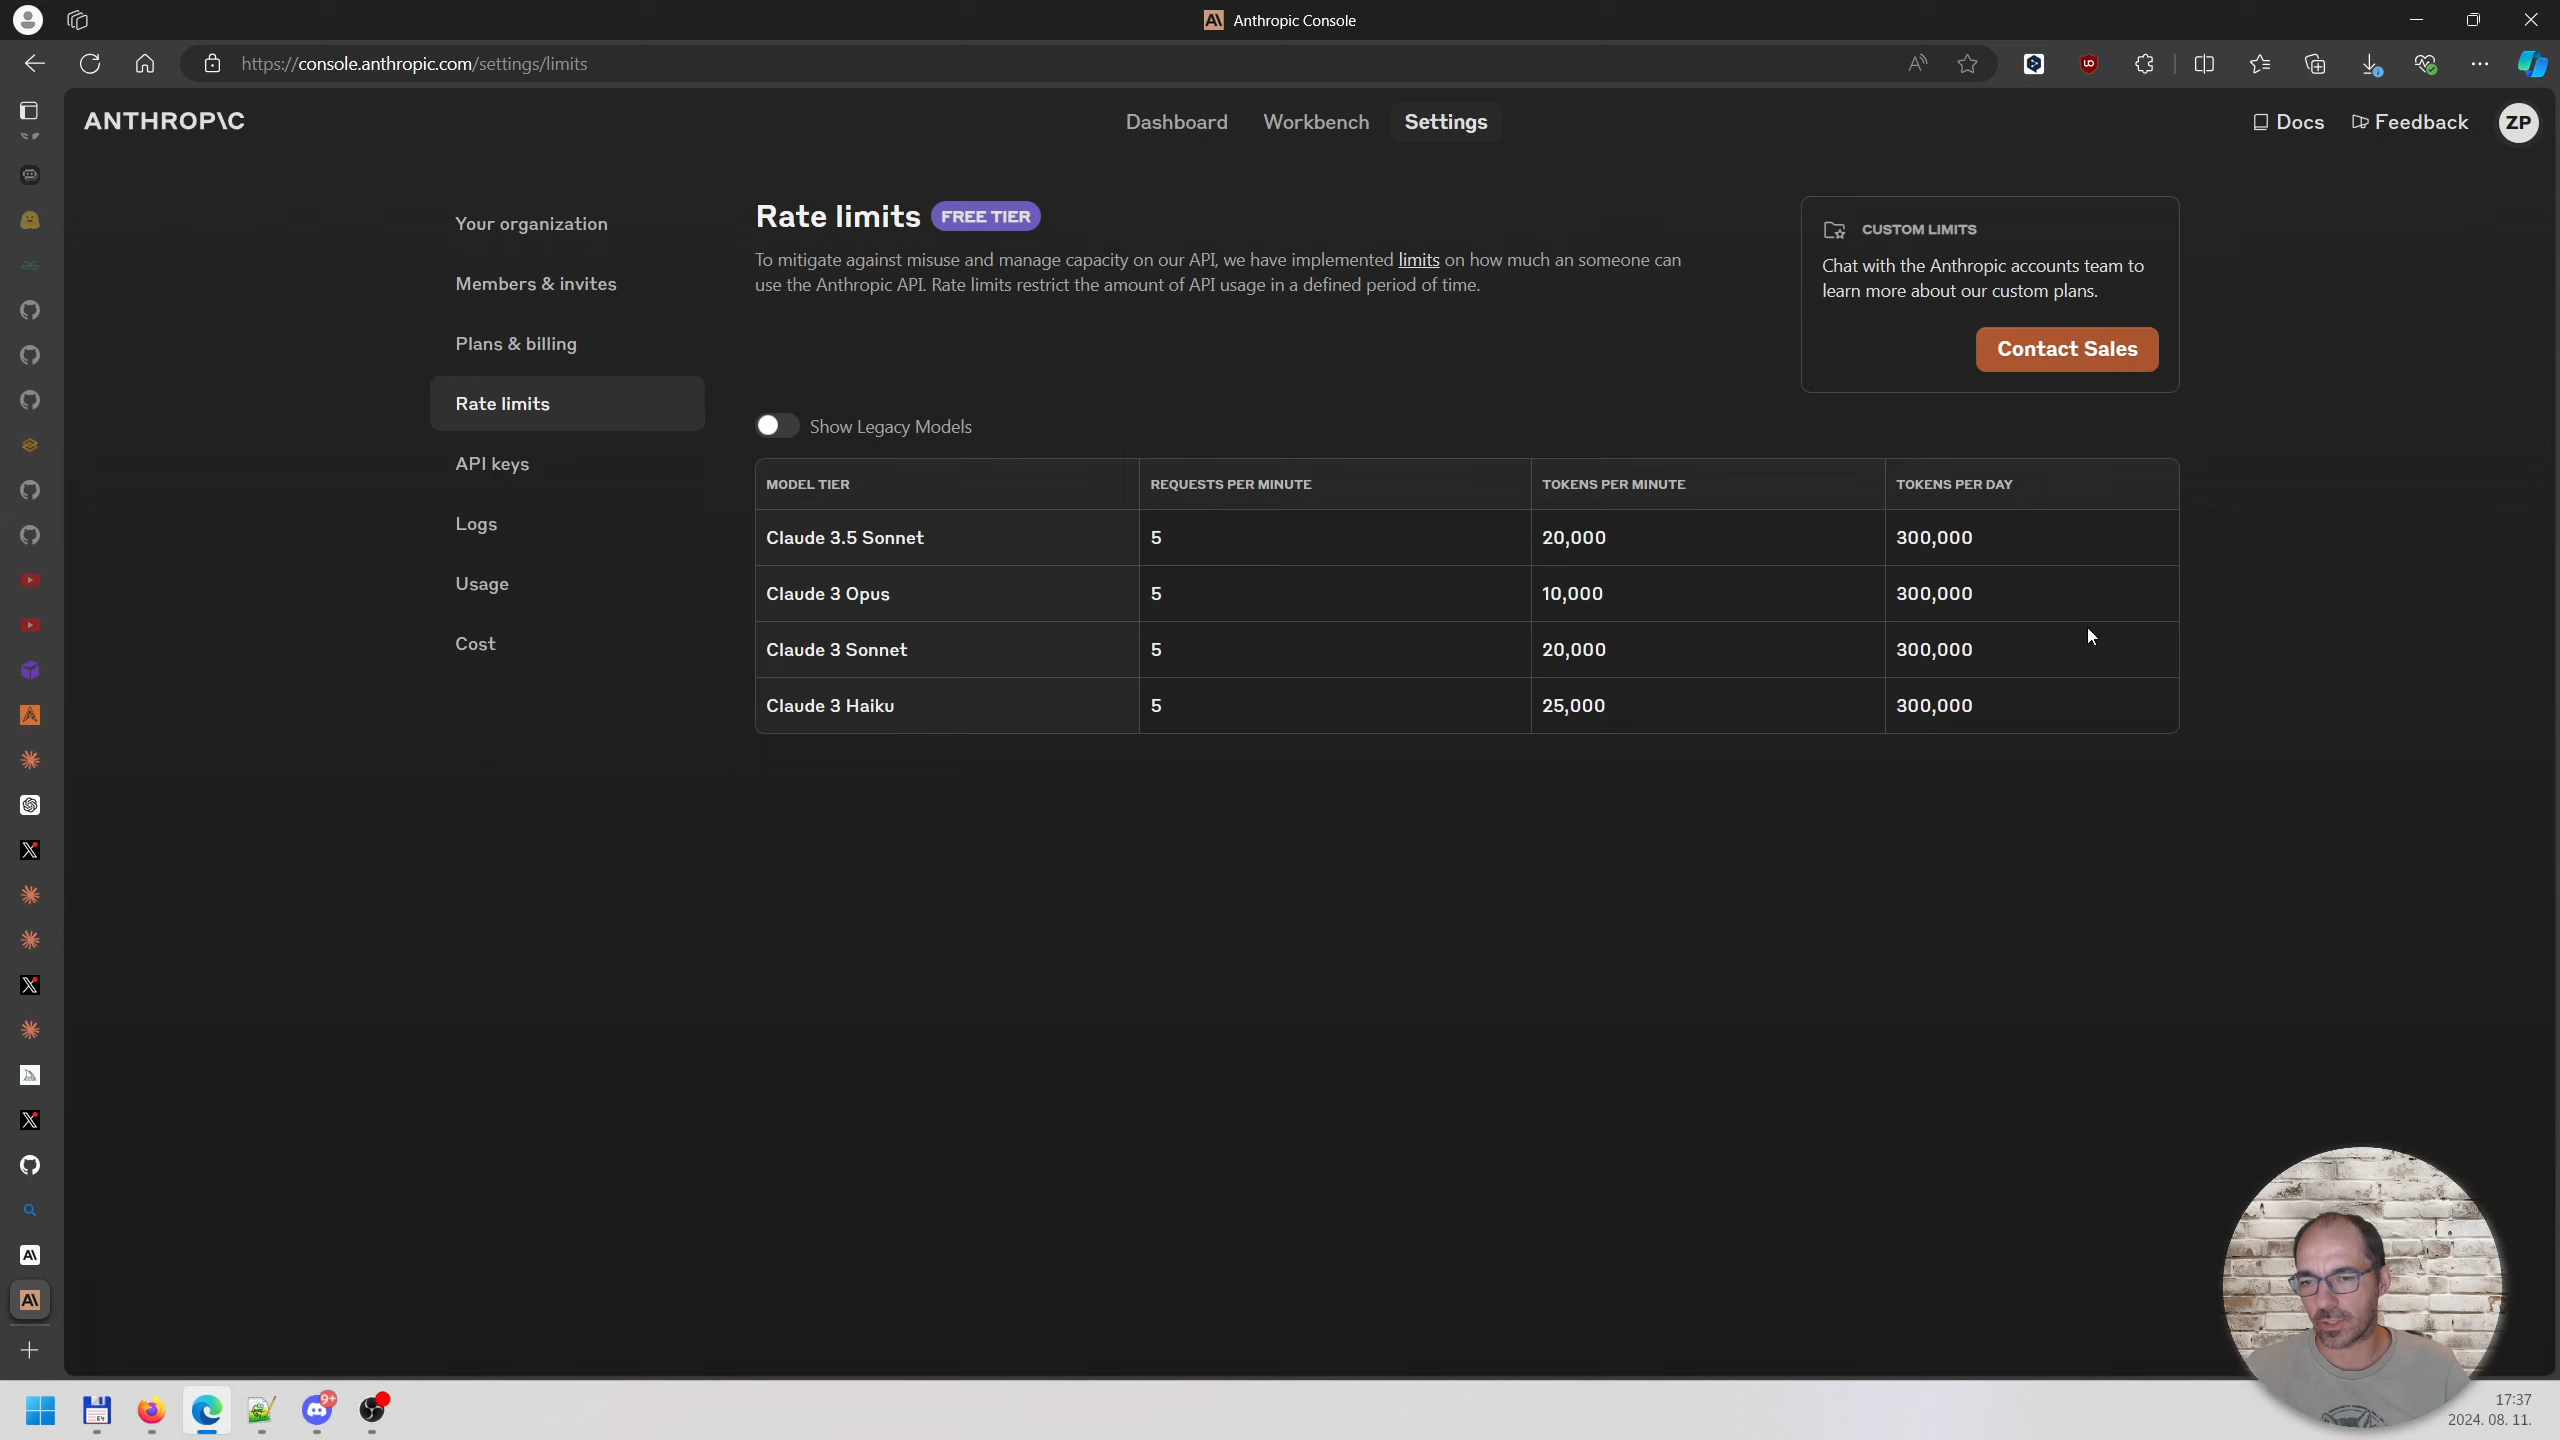 Anthropic Console
https://console.anthropic.com/settings/limits
ANTHROP\C
Dashboard
Workbench
Settings
Docs
Feedback
ZP
Your organization
Members & invites
Plans & billing
Rate limits
API keys
Logs
Usage
Cost
Rate limits FREE TIER
To mitigate against misuse and manage capacity on our API, we have implemented limits on how much an someone can
use the Anthropic API. Rate limits restrict the amount of API usage in a defined period of time.
CUSTOM LIMITS
Chat with the Anthropic accounts team to
learn more about our custom plans.
Contact Sales
Show Legacy Models
MODEL TIER REQUESTS PER MINUTE TOKENS PER MINUTE TOKENS PER DAY
Claude 3.5 Sonnet 5 20,000 300,000
Claude 3 Opus 5 10,000 300,000
Claude 3 Sonnet 5 20,000 300,000
Claude 3 Haiku 5 25,000 300,000
9+
17:37
2024. 08. 11.